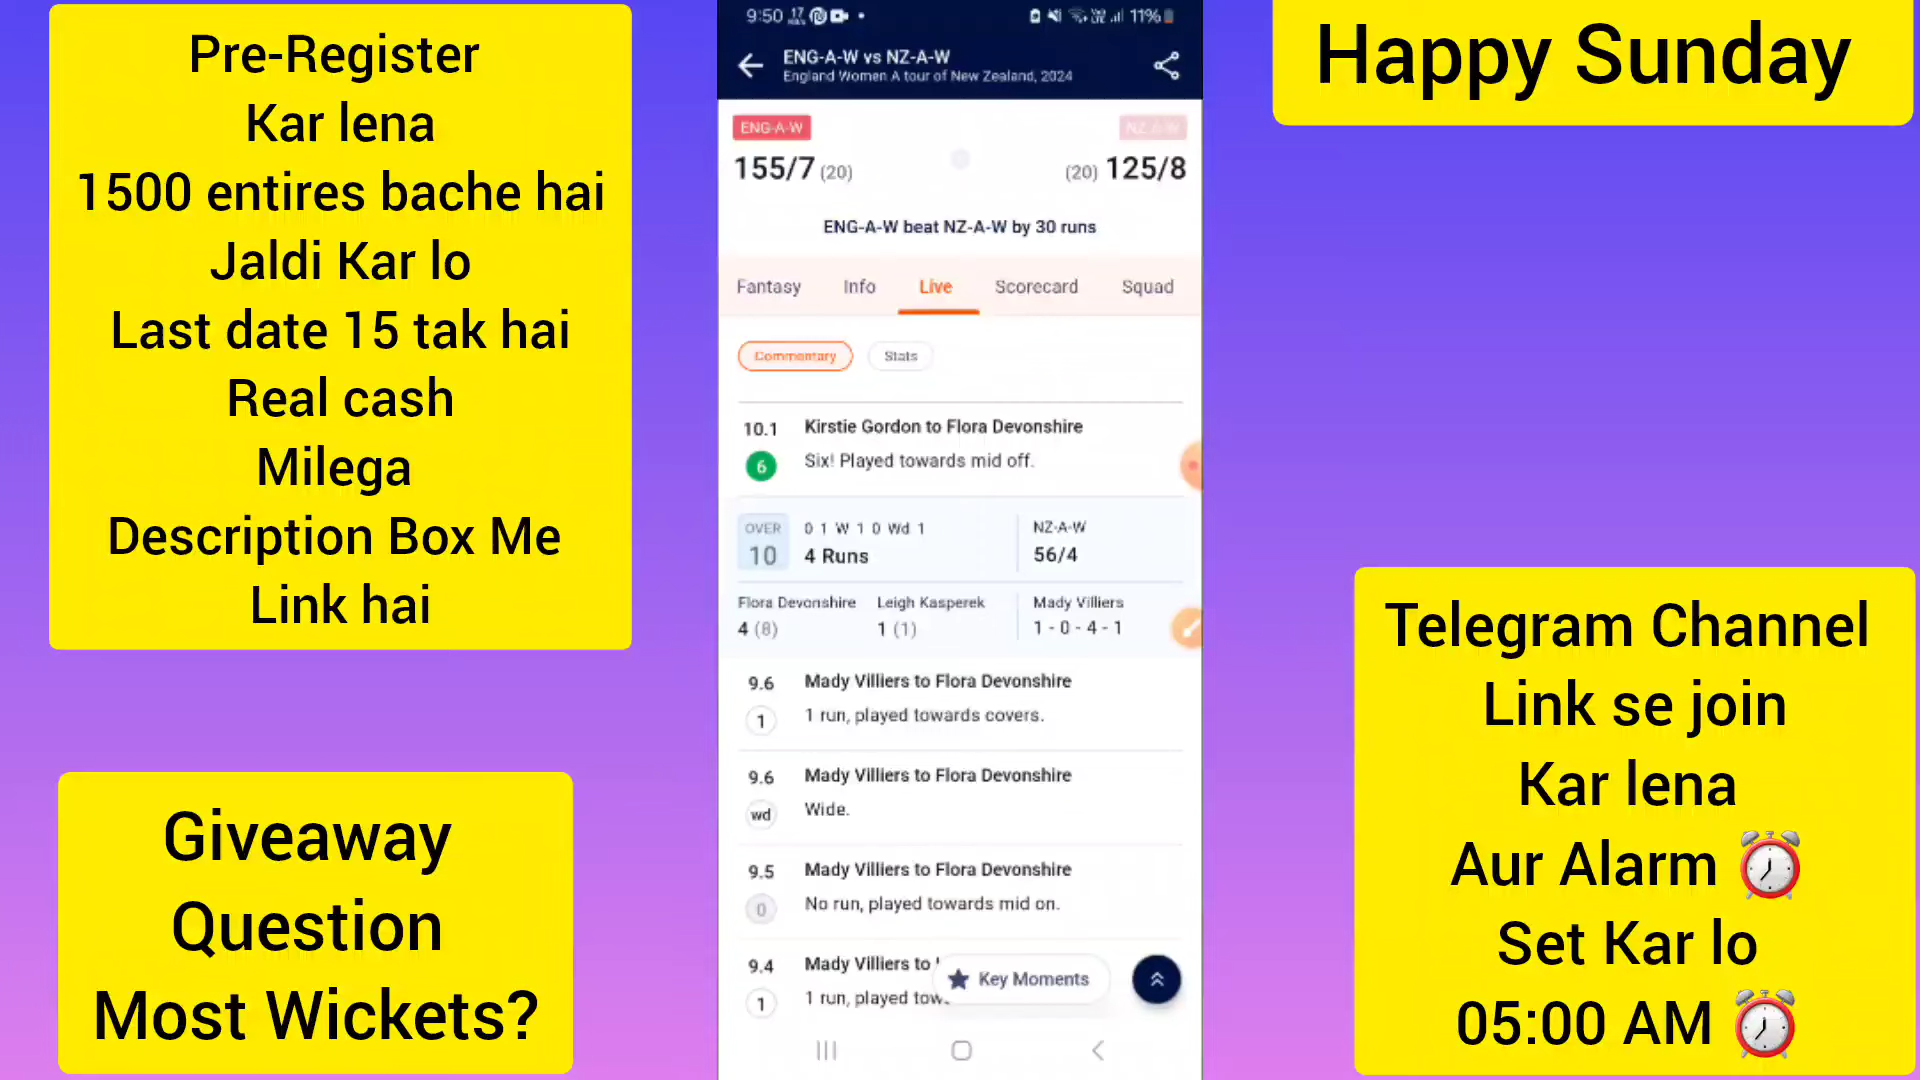 Pre-Register
Kar lena
1500 entires bache hai
Jaldi Kar lo
Last date 15 tak hai
Real cash
Milega
Description Box Me
Link hai
Giveaway
Question
Most Wickets?
9:50
11%
ENG-A-W vs NZ-A-W
England Women A tour of New Zealand, 2024
ENG-A-W
NZ-A-W
155/7 (20)
(20) 125/8
ENG-A-W beat NZ-A-W by 30 runs
Fantasy Info Live Scorecard Squad
Commentary Stats
10.1 Kirstie Gordon to Flora Devonshire
6 Six! Played towards mid off.
OVER 0 1 W 1 0 Wd 1 NZ-A-W
10 4 Runs 56/4
Flora Devonshire Leigh Kasperek Mady Villiers
4 (8) 1 (1) 1 - 0 - 4 - 1
9.6 Mady Villiers to Flora Devonshire
1 1 run, played towards covers.
9.6 Mady Villiers to Flora Devonshire
wd Wide.
9.5 Mady Villiers to Flora Devonshire
0 No run, played towards mid on.
9.4 Mady Villiers to
1 1 run, played
Key Moments
Happy Sunday
Telegram Channel
Link se join
Kar lena
Aur Alarm ⏰
Set Kar lo
05:00 AM ⏰